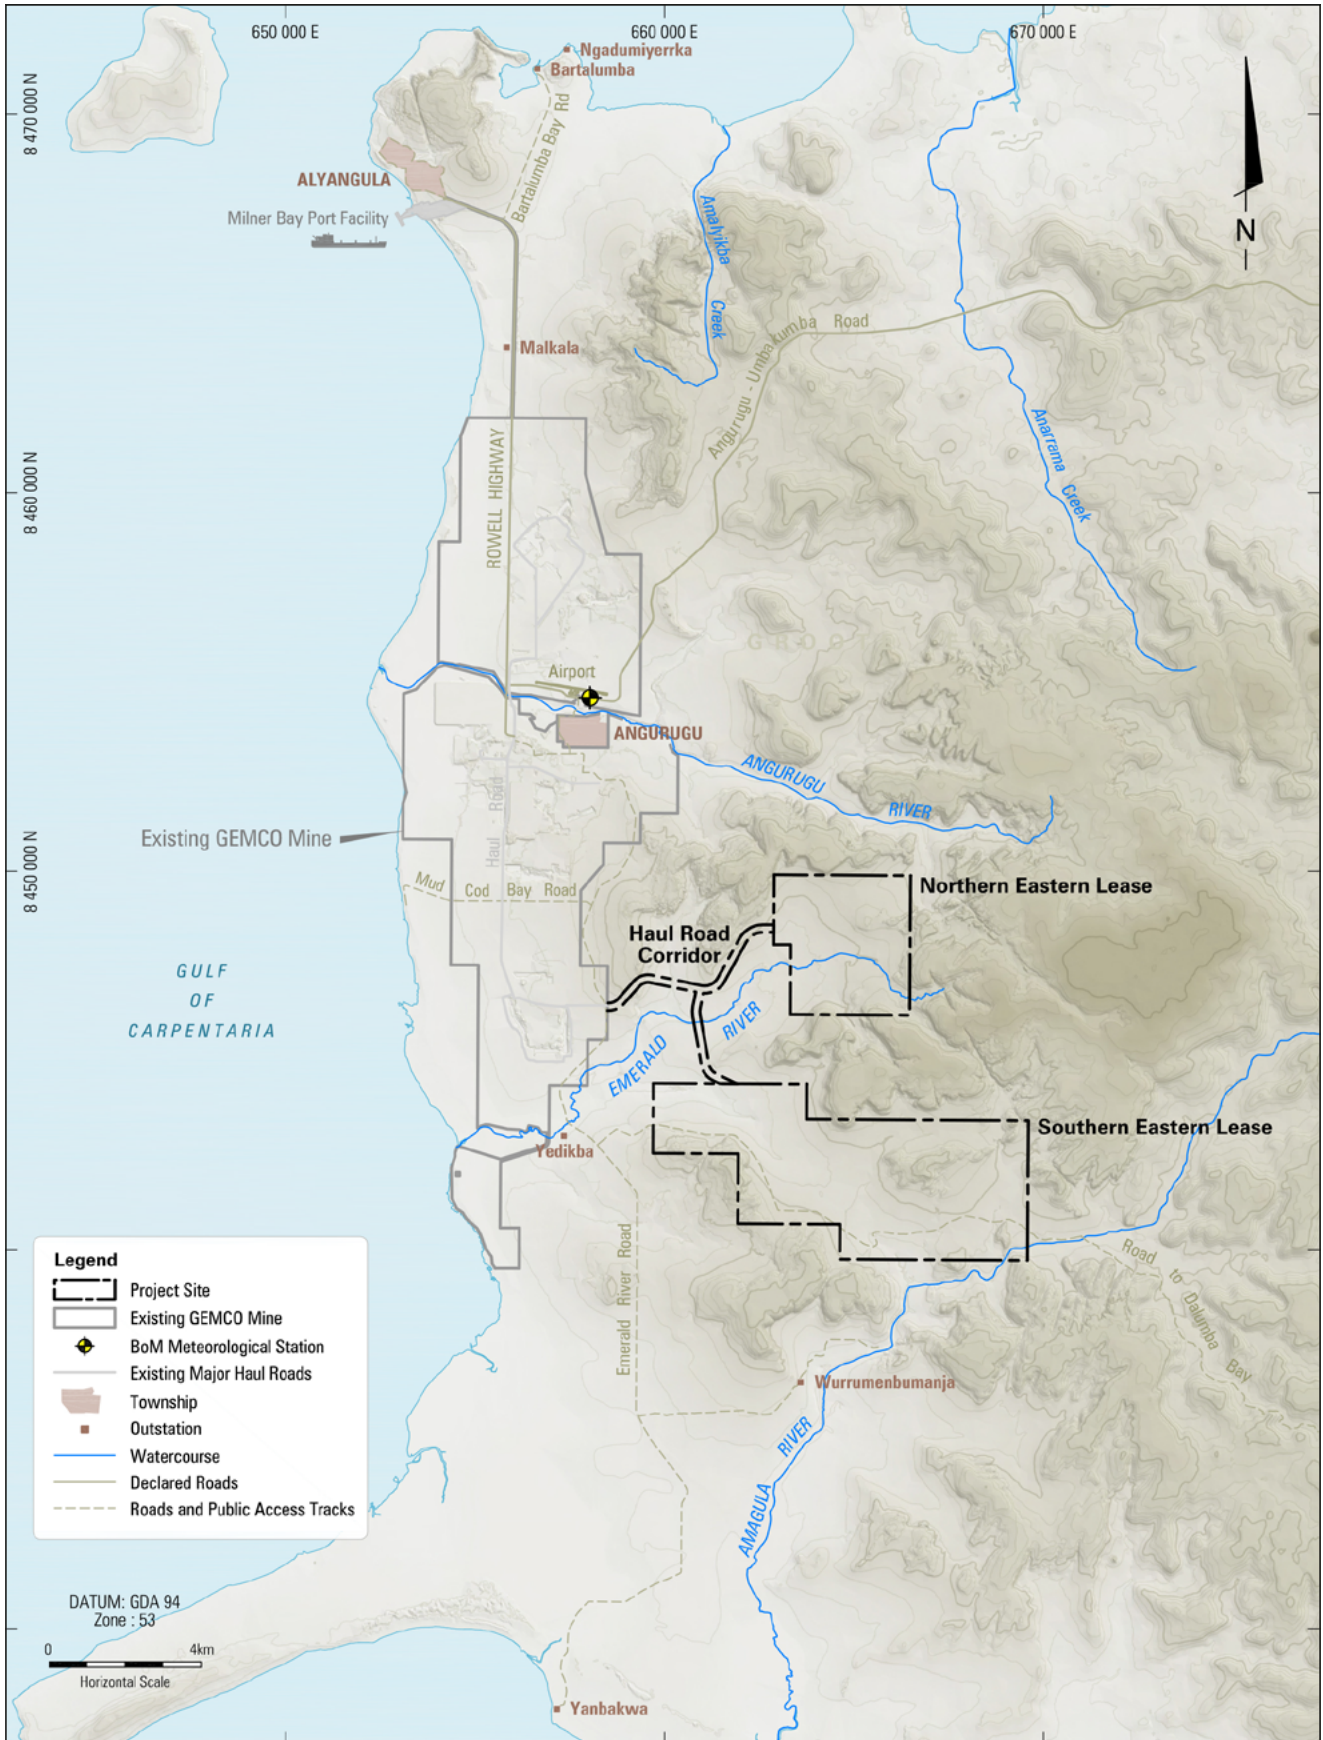 650 000 E
660 000 E
670 000 E
8 470 000 N
8 460 000 N
8 450 000 N
Ngadumiyerrka
Bartalumba
Bartalumba Bay Rd
ALYANGULA
Milner Bay Port Facility
N
Amalyikba
Creek
Angurugu - Umbakumba Road
Malkala
Anarrama
Creek
ROWELL HIGHWAY
Airport
ANGURUGU
ANGURUGU
RIVER
Haul Road
Existing GEMCO Mine
Mud Cod Bay Road
Northern Eastern Lease
Haul Road
Corridor
GULF
OF
CARPENTARIA
EMERALD
RIVER
Southern Eastern Lease
Yedikba
Emerald River Road
Road to Dalumba Bay
Wurrumenbumanja
AMAGULA
RIVER
Yanbakwa
Legend
Project Site
Existing GEMCO Mine
BoM Meteorological Station
Existing Major Haul Roads
Township
Outstation
Watercourse
Declared Roads
Roads and Public Access Tracks
DATUM: GDA 94
Zone : 53
0 4km
Horizontal Scale